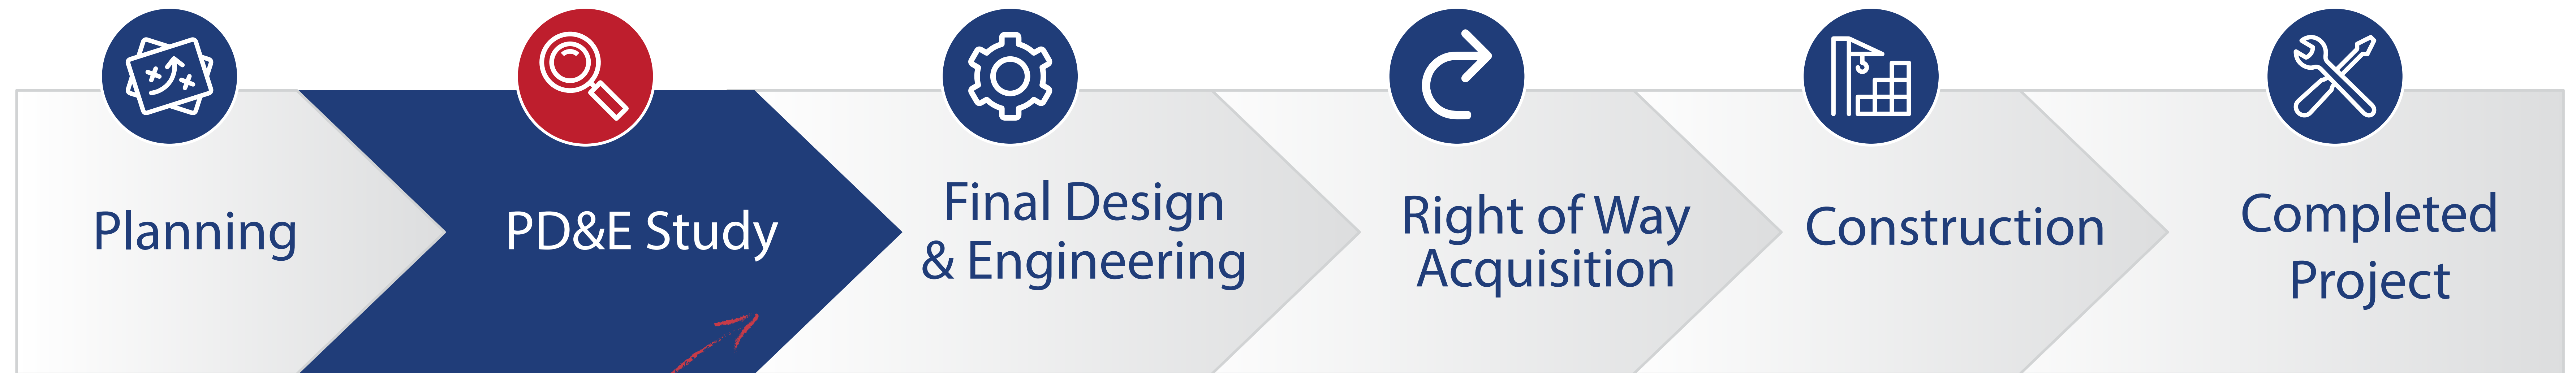 Planning
PD&E Study
Final Design
& Engineering
Right of Way
Acquisition
Construction
Completed
Project